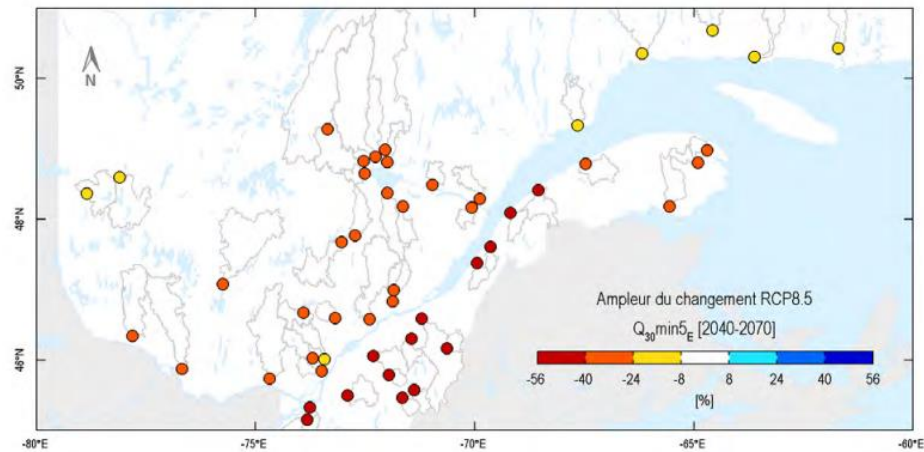 50°N
48°N
46°N
N
Ampleur du changement RCP8.5
Q30min5E [2040-2070]
-56 -40 -24 -8 8 24 40 56
[%]
-80° -75° -70° -65° -60°